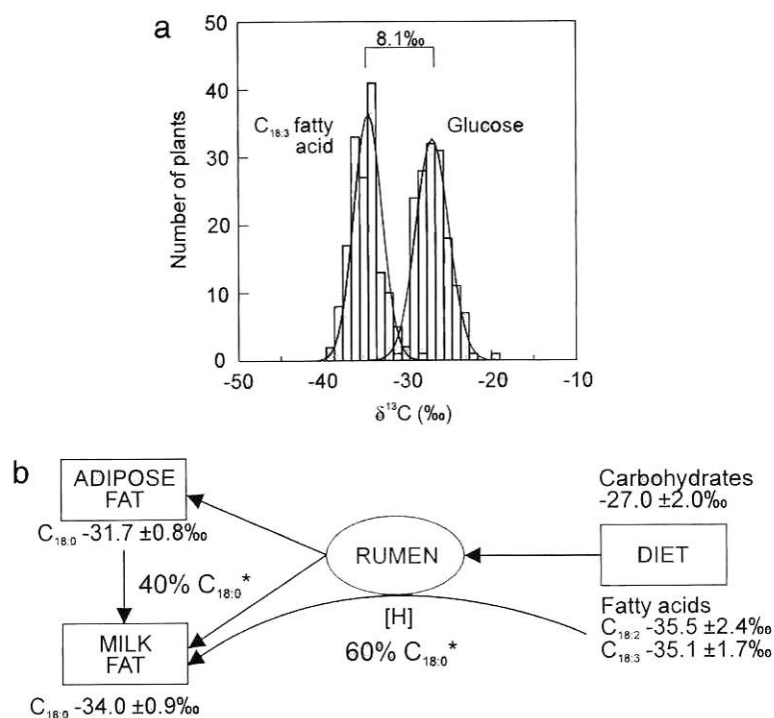 a
8.1‰
C18:3 fatty
acid
Glucose
Number of plants
50
40
30
20
10
0
-50
-40
-30
-20
-10
δ13C (‰)
b
ADIPOSE
FAT
C18:0 -31.7 ±0.8‰
40% C18:0*
MILK
FAT
C18:0 -34.0 ±0.9‰
RUMEN
[H]
60% C18:0*
Carbohydrates
-27.0 ±2.0‰
DIET
Fatty acids
C18:2 -35.5 ±2.4‰
C18:3 -35.1 ±1.7‰